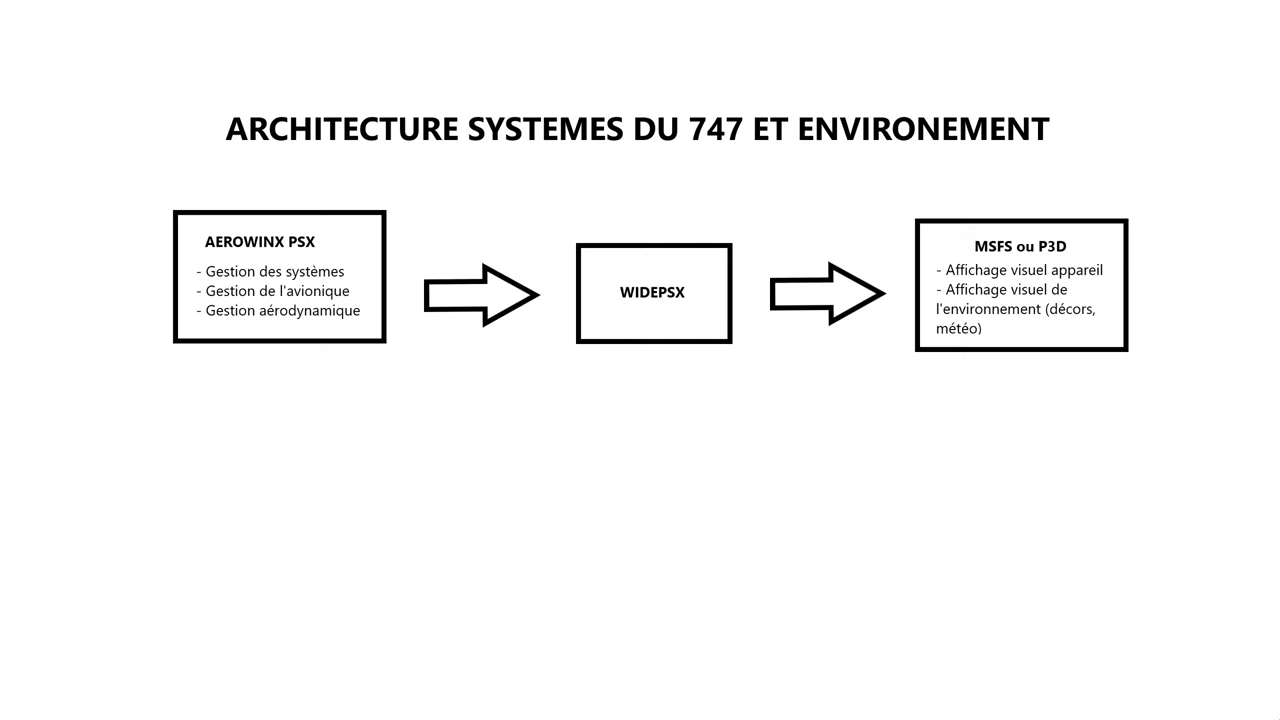 ARCHITECTURE SYSTEMES DU 747 ET ENVIRONEMENT
AEROWINX PSX
- Gestion des systèmes
- Gestion de l'avionique
- Gestion aérodynamique
WIDEPSX
MSFS ou P3D
- Affichage visuel appareil
- Affichage visuel de
l'environnement (décors,
météo)